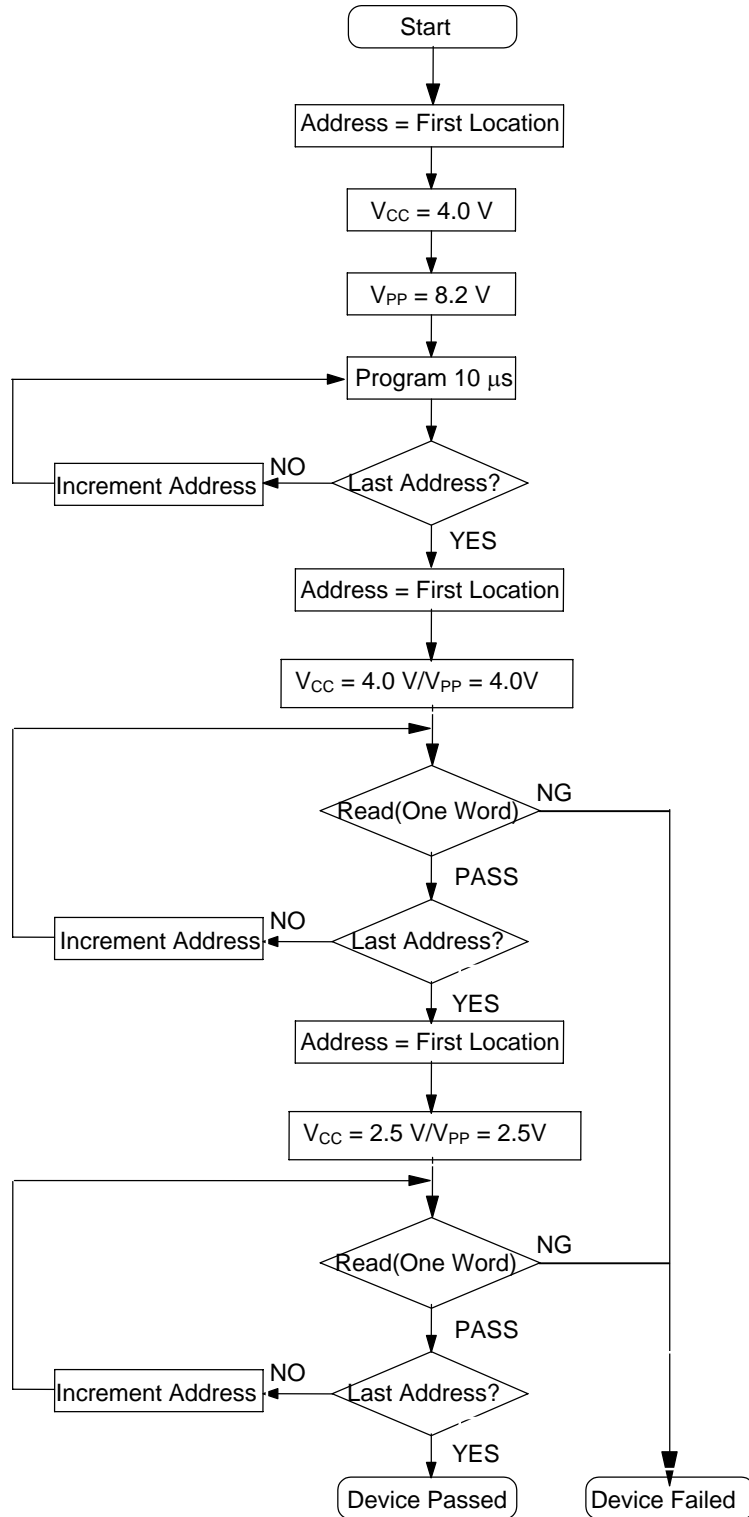 Start
Address = First Location
VCC = 4.0 V
VPP = 8.2 V
Program 10 μs
Last Address?
NO
Increment Address
YES
Address = First Location
VCC = 4.0 V/VPP = 4.0V
Read(One Word)
NG
PASS
Last Address?
NO
Increment Address
YES
Address = First Location
VCC = 2.5 V/VPP = 2.5V
Read(One Word)
NG
PASS
Last Address?
NO
Increment Address
YES
Device Passed
Device Failed